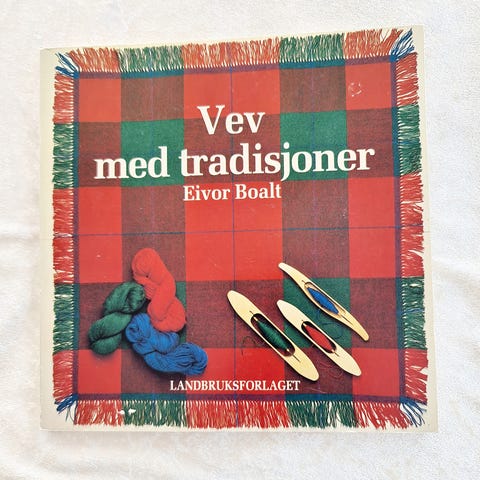 Vev
med tradisjoner
Eivor Boalt
LANDBRUKSFORLAGET